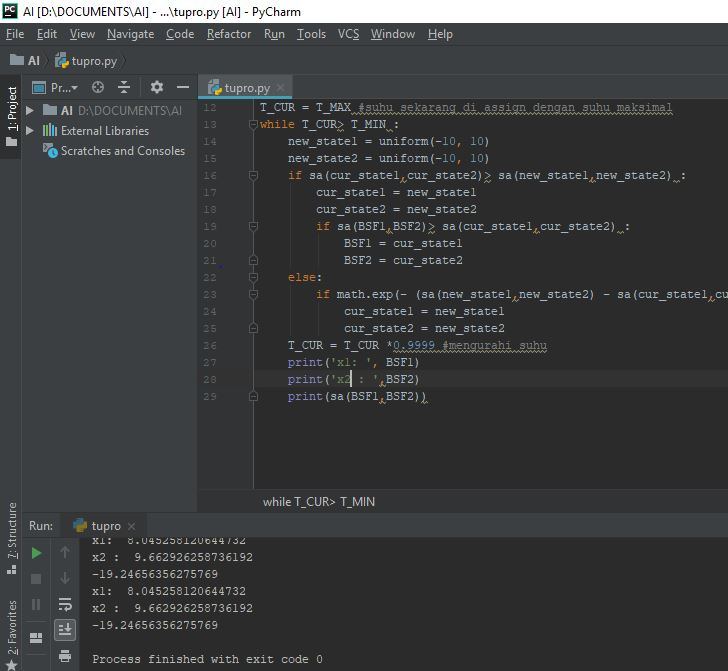 PC AI [D:\DOCUMENTS\AI] - ...\tupro.py [AI] - PyCharm
File Edit View Navigate Code Refactor Run Tools VCS Window Help
AI tupro.py
1: Project
Pr...
tupro.py
AI D:\DOCUMENTS\AI
External Libraries
Scratches and Consoles
12 T_CUR = T_MAX #suhu sekarang di assign dengan suhu maksimal
13 while T_CUR> T_MIN :
14 new_state1 = uniform(-10, 10)
15 new_state2 = uniform(-10, 10)
16 if sa(cur_state1,cur_state2)> sa(new_state1,new_state2) :
17 cur_state1 = new_state1
18 cur_state2 = new_state2
19 if sa(BSF1,BSF2)> sa(cur_state1,cur_state2) :
20 BSF1 = cur_state1
21 BSF2 = cur_state2
22 else:
23 if math.exp(- (sa(new_state1,new_state2) - sa(cur_state1,cu
24 cur_state1 = new_state1
25 cur_state2 = new_state2
26 T_CUR = T_CUR *0.9999 #mengurahi suhu
27 print('x1: ', BSF1)
28 print('x2 : ',BSF2)
29 print(sa(BSF1,BSF2))
while T_CUR> T_MIN
7: Structure
2: Favorites
Run: tupro
x1: 8.045258120644732
x2 : 9.662926258736192
-19.24656356275769
x1: 8.045258120644732
x2 : 9.662926258736192
-19.24656356275769
Process finished with exit code 0